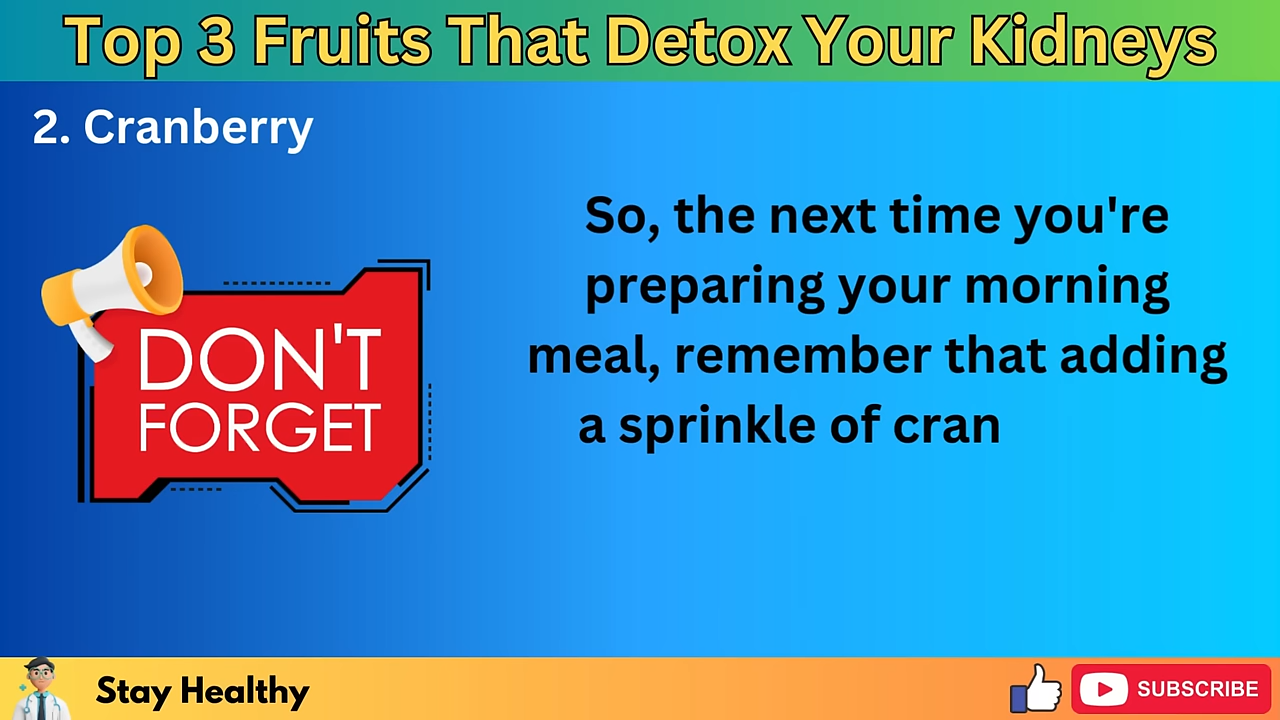 Top 3 Fruits That Detox Your Kidneys
2. Cranberry
DON'T
FORGET
So, the next time you're
preparing your morning
meal, remember that adding
a sprinkle of cran
Stay Healthy
SUBSCRIBE